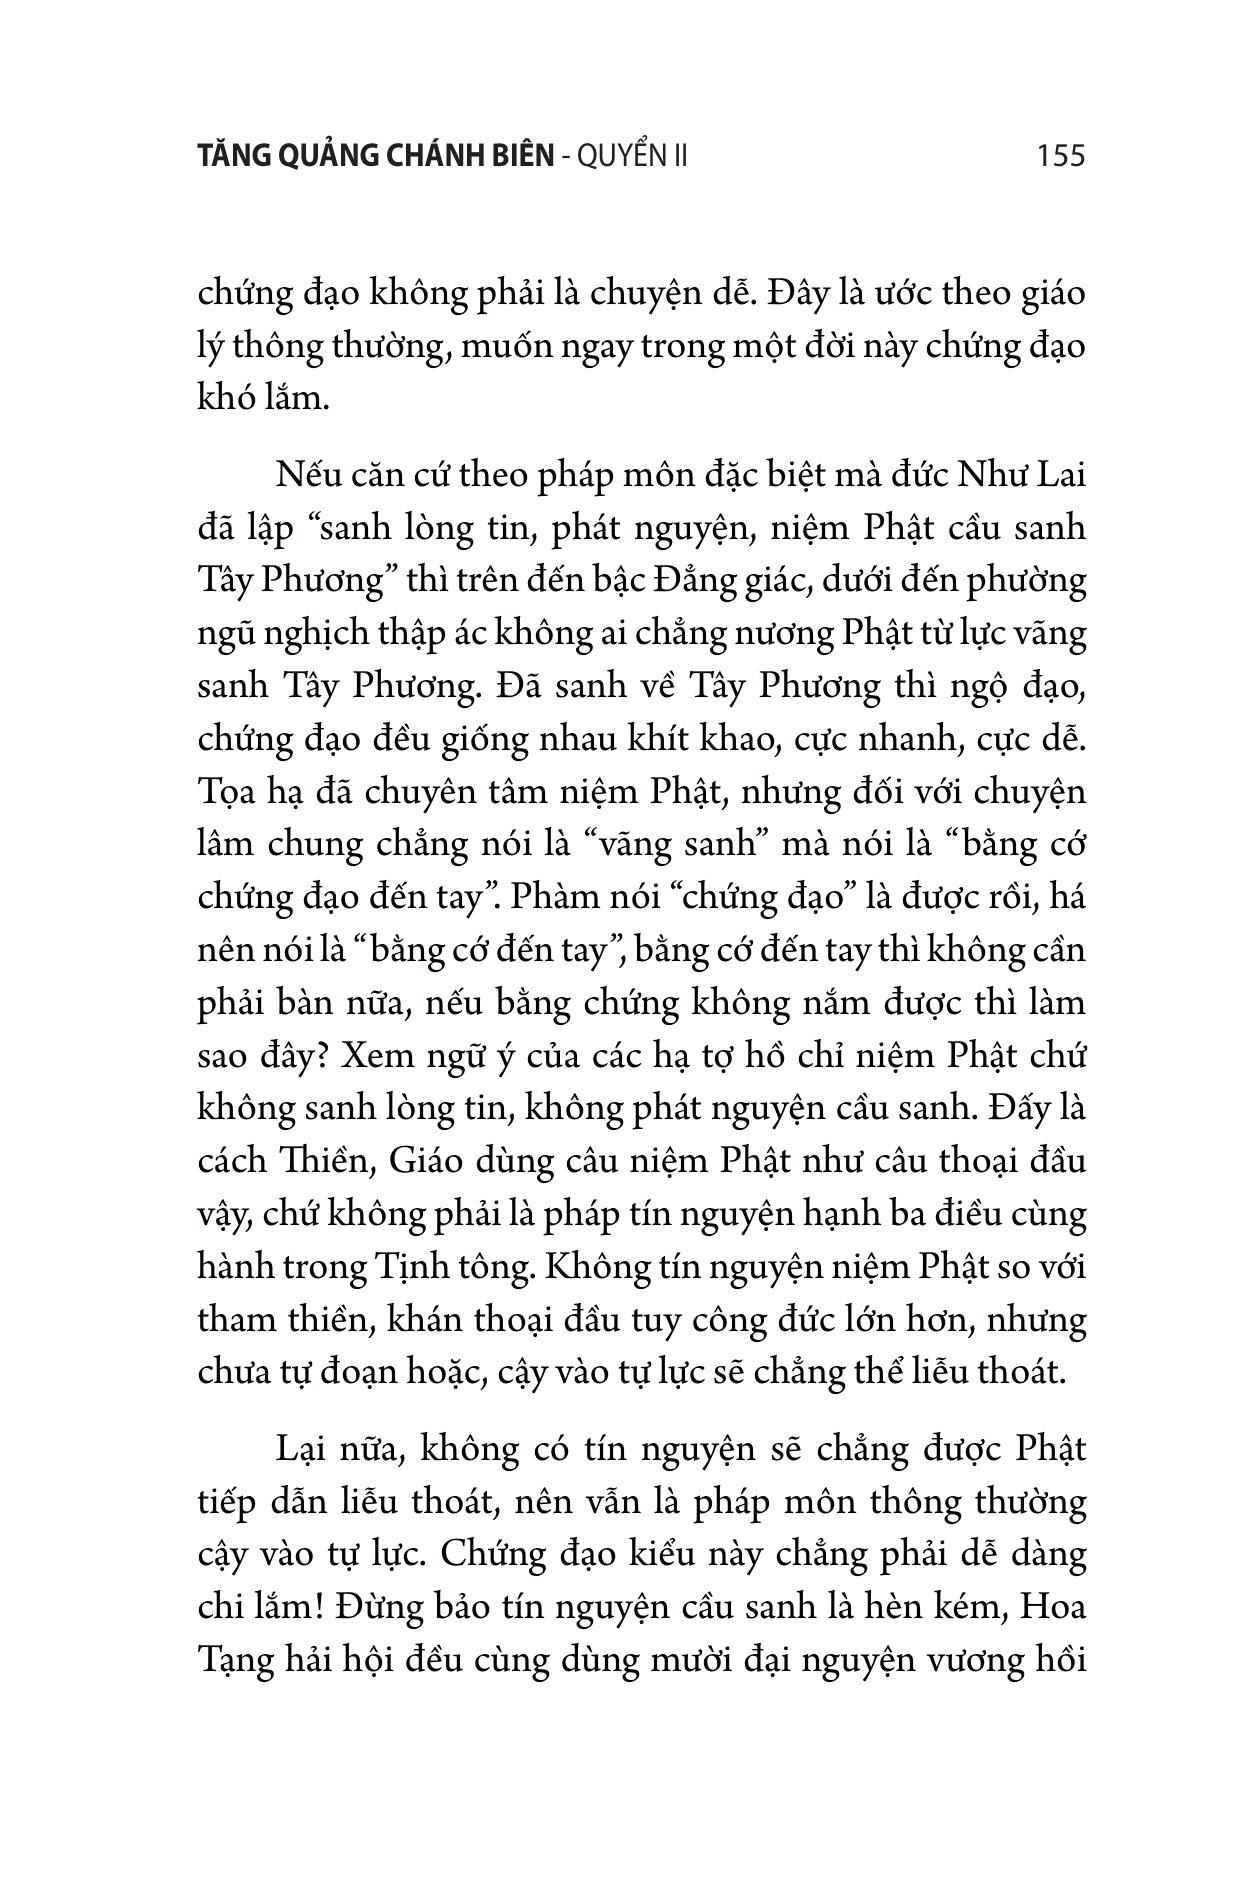 TĂNG QUẢNG CHÁNH BIÊN - QUYỂN II 155
chứng đạo không phải là chuyện dễ. Đây là ước theo giáo
lý thông thường, muốn ngay trong một đời này chứng đạo
khó lắm.
Nếu căn cứ theo pháp môn đặc biệt mà đức Như Lai
đã lập “sanh lòng tin, phát nguyện, niệm Phật cầu sanh
Tây Phương” thì trên đến bậc Đẳng giác, dưới đến phường
ngũ nghịch thập ác không ai chẳng nương Phật từ lực vãng
sanh Tây Phương. Đã sanh về Tây Phương thì ngộ đạo,
chứng đạo đều giống nhau khít khao, cực nhanh, cực dễ.
Tọa hạ đã chuyên tâm niệm Phật, nhưng đối với chuyện
lâm chung chẳng nói là “vãng sanh” mà nói là “bằng cớ
chứng đạo đến tay”. Phàm nói “chứng đạo” là được rồi, há
nên nói là “bằng cớ đến tay”, bằng cớ đến tay thì không cần
phải bàn nữa, nếu bằng chứng không nắm được thì làm
sao đây? Xem ngữ ý của các hạ tợ hồ chỉ niệm Phật chứ
không sanh lòng tin, không phát nguyện cầu sanh. Đấy là
cách Thiền, Giáo dùng câu niệm Phật như câu thoại đầu
vậy, chứ không phải là pháp tín nguyện hạnh ba điều cùng
hành trong Tịnh tông. Không tín nguyện niệm Phật so với
tham thiền, khán thoại đầu tuy công đức lớn hơn, nhưng
chưa tự đoạn hoặc, cậy vào tự lực sẽ chẳng thể liễu thoát.
Lại nữa, không có tín nguyện sẽ chẳng được Phật
tiếp dẫn liễu thoát, nên vẫn là pháp môn thông thường
cậy vào tự lực. Chứng đạo kiểu này chẳng phải dễ dàng
chi lắm! Đừng bảo tín nguyện cầu sanh là hèn kém, Hoa
Tạng hải hội đều cùng dùng mười đại nguyện vương hồi